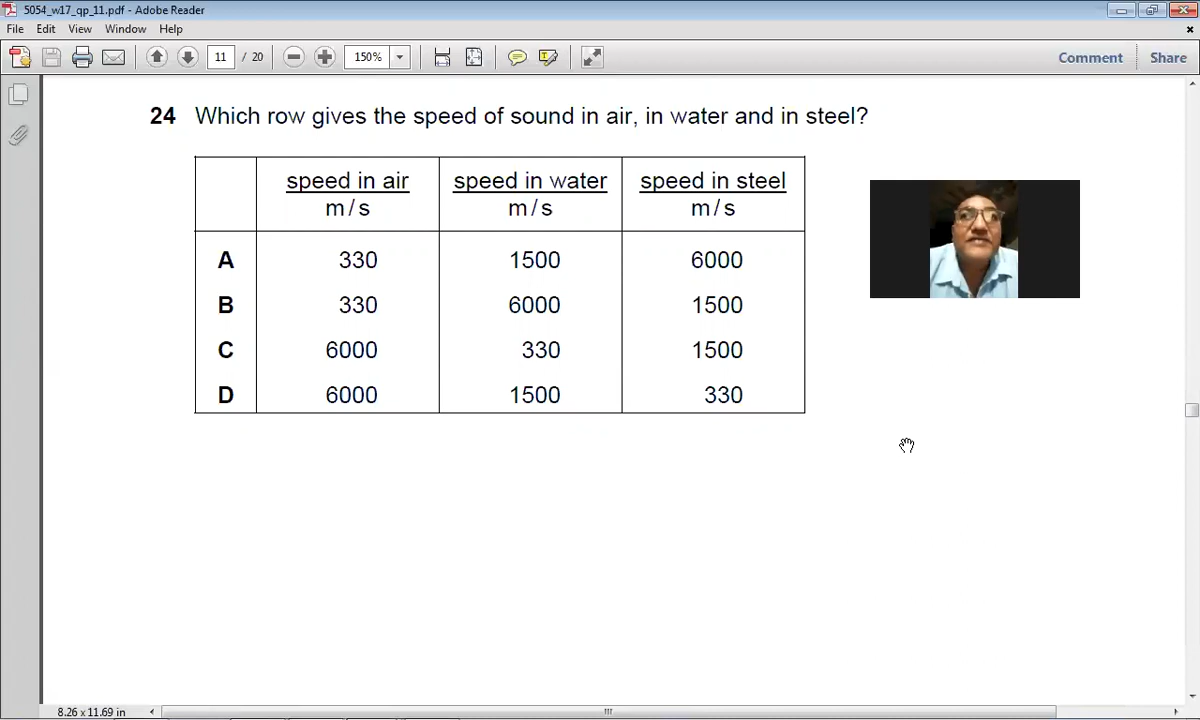 5054_w17_qp_11.pdf - Adobe Reader
File Edit View Window Help
11 / 20 150% Comment Share
24 Which row gives the speed of sound in air, in water and in steel?
speed in air speed in water speed in steel
m / s m / s m / s
A 330 1500 6000
B 330 6000 1500
C 6000 330 1500
D 6000 1500 330
8.26 x 11.69 in